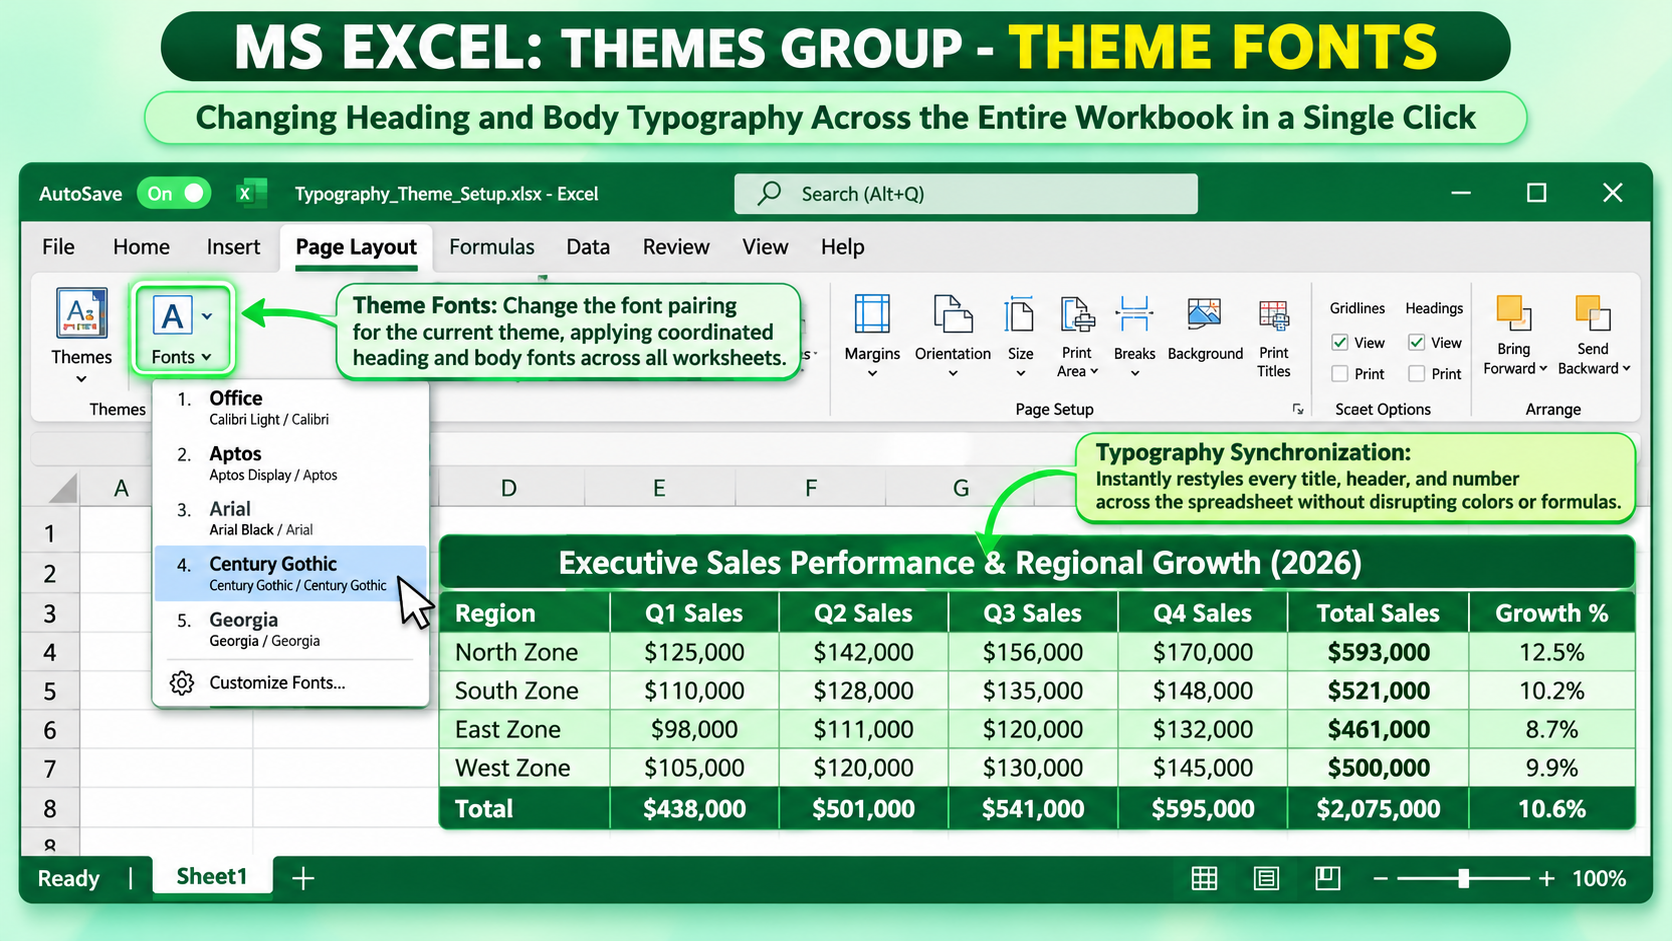 MS EXCEL: THEMES GROUP - THEME FONTS
Changing Heading and Body Typography Across the Entire Workbook in a Single Click
AutoSave On Typography_Theme_Setup.xlsx - Excel Search (Alt+Q)
File Home Insert Page Layout Formulas Data Review View Help
Themes
Fonts
Themes
Theme Fonts: Change the font pairing
for the current theme, applying coordinated
heading and body fonts across all worksheets.
Margins Orientation Size Print Area Breaks Background Print Titles
Page Setup
Gridlines Headings
View View
Print Print
Scaet Options
Bring Forward Send Backward
Arrange
1. Office
Calibri Light / Calibri
2. Aptos
Aptos Display / Aptos
3. Arial
Arial Black / Arial
4. Century Gothic
Century Gothic / Century Gothic
5. Georgia
Georgia / Georgia
Customize Fonts...
Typography Synchronization:
Instantly restyles every title, header, and number
across the spreadsheet without disrupting colors or formulas.
A D E F G
1
2 Executive Sales Performance & Regional Growth (2026)
3 Region Q1 Sales Q2 Sales Q3 Sales Q4 Sales Total Sales Growth %
4 North Zone $125,000 $142,000 $156,000 $170,000 $593,000 12.5%
5 South Zone $110,000 $128,000 $135,000 $148,000 $521,000 10.2%
6 East Zone $98,000 $111,000 $120,000 $132,000 $461,000 8.7%
7 West Zone $105,000 $120,000 $130,000 $145,000 $500,000 9.9%
8 Total $438,000 $501,000 $541,000 $595,000 $2,075,000 10.6%
Ready Sheet1 100%